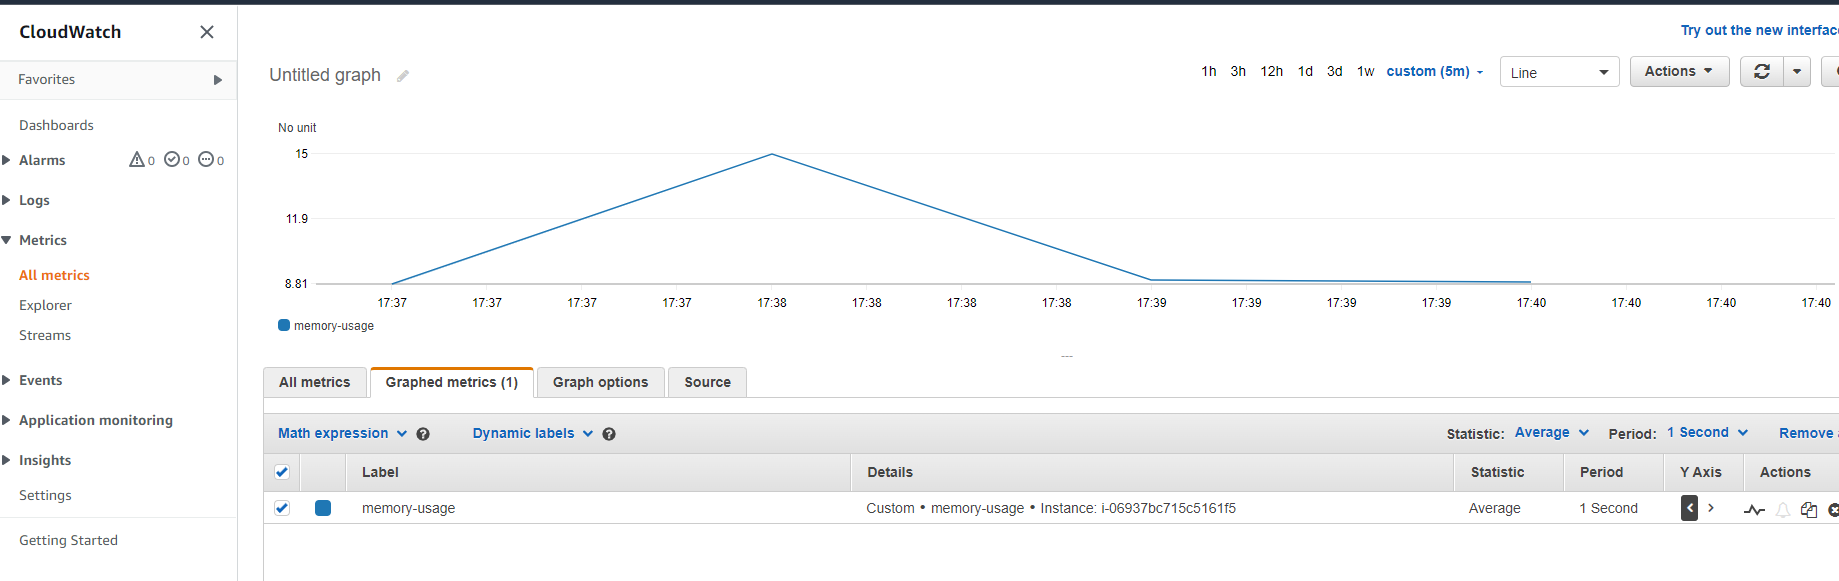 CloudWatch
Favorites
Dashboards
Alarms 0 0 0
Logs
Metrics
All metrics
Explorer
Streams
Events
Application monitoring
Insights
Settings
Getting Started
Try out the new interface
Untitled graph
1h 3h 12h 1d 3d 1w custom (5m) Line Actions
No unit
15
11.9
8.81
17:37 17:37 17:37 17:37 17:38 17:38 17:38 17:38 17:39 17:39 17:39 17:39 17:40 17:40 17:40 17:40
memory-usage
All metrics Graphed metrics (1) Graph options Source
Math expression Dynamic labels Statistic: Average Period: 1 Second Remove
Label Details Statistic Period Y Axis Actions
memory-usage Custom • memory-usage • Instance: i-06937bc715c5161f5 Average 1 Second